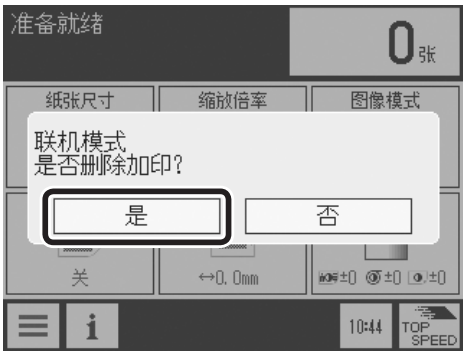 准备就绪
0张
纸张尺寸 缩放倍率 图像模式
联机模式
是否删除加印?
是 否
关 ↔0.0mm ±0 ±0 ±0
i 10:44 TOP SPEED